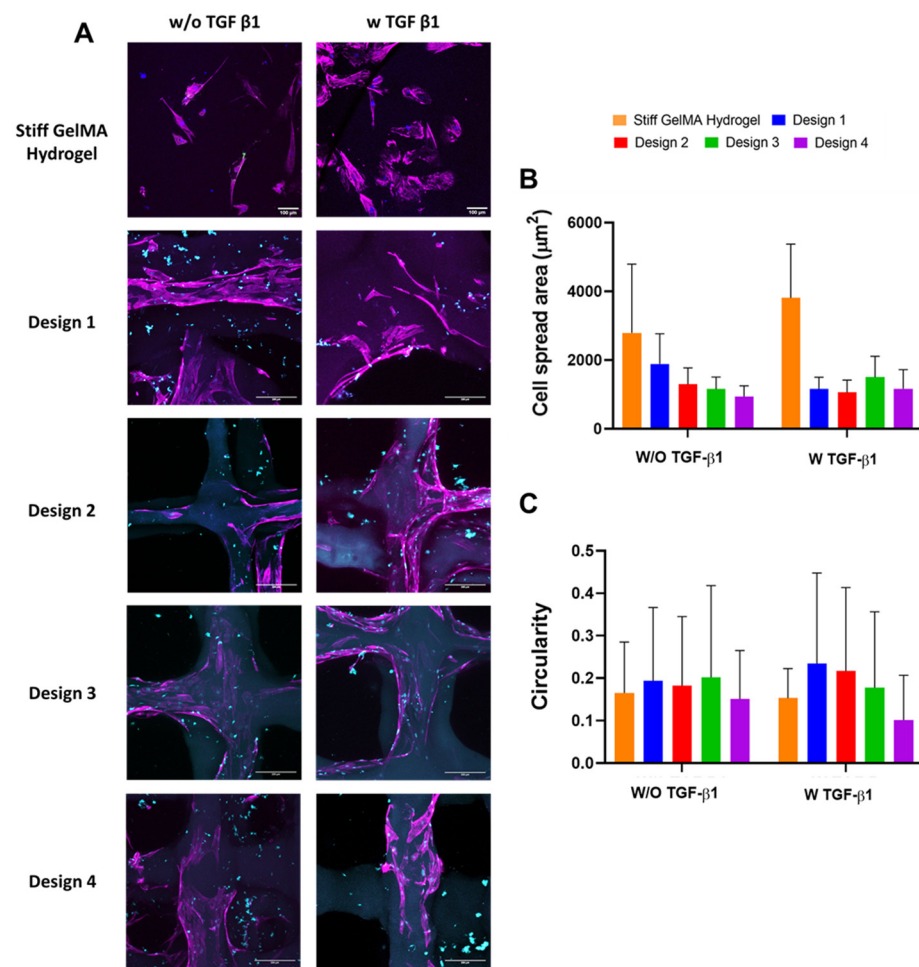 A
w/o TGF β1
w TGF β1
Stiff GelMA
Hydrogel
100 μm
100 μm
Design 1
Design 2
Design 3
Design 4
Stiff GelMA Hydrogel
Design 1
Design 2
Design 3
Design 4
B
Cell spread area (μm²)
6000
4000
2000
0
W/O TGF-β1
W TGF-β1
C
Circularity
0.5
0.4
0.3
0.2
0.1
0.0
W/O TGF-β1
W TGF-β1